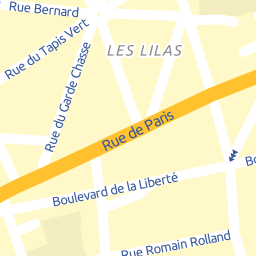 Rue Bernard
Rue du Tapis Vert
LES LILAS
Rue du Garde Chasse
Rue de Paris
Boulevard de la Liberté
Rue Romain Rolland